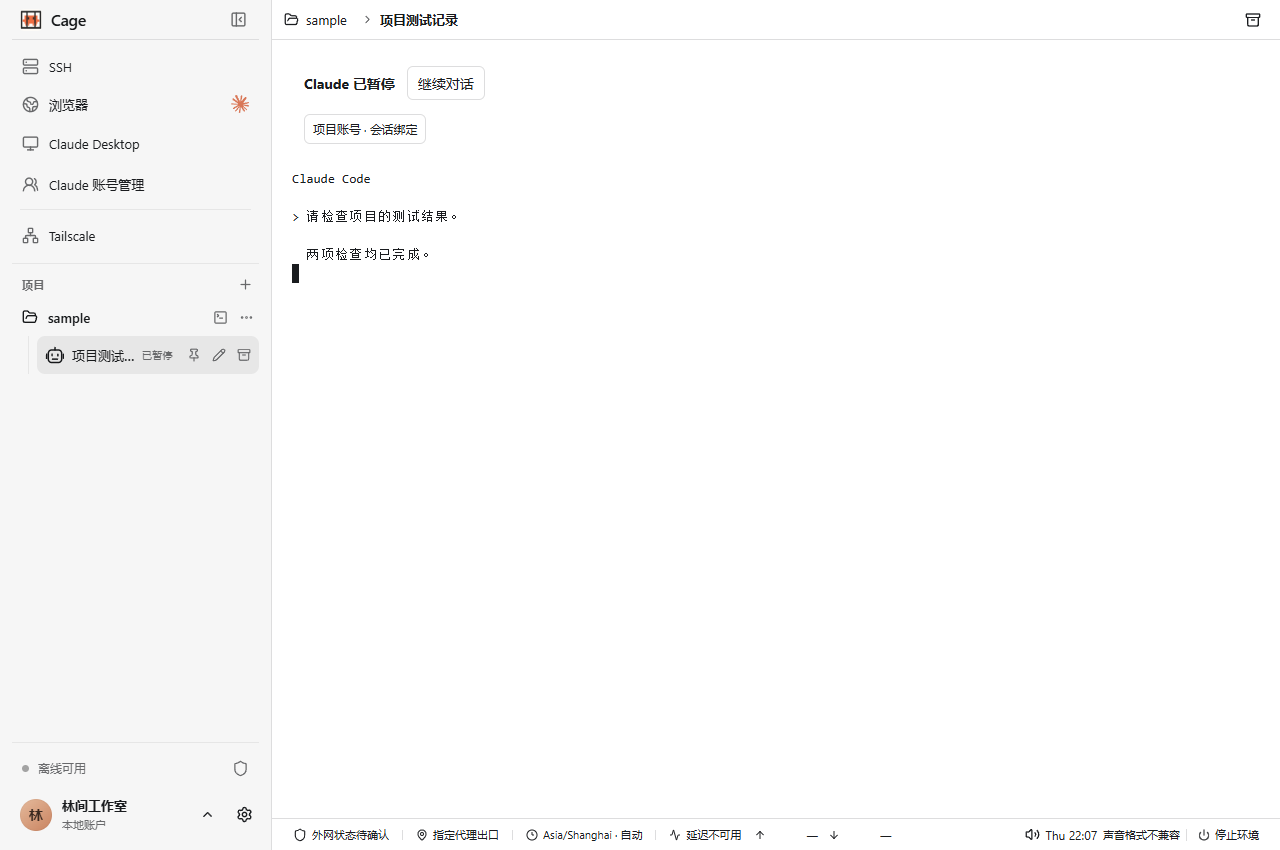 Cage
sample
项目测试记录
SSH
浏览器
Claude Desktop
Claude 账号管理
Tailscale
项目
sample
项目测试... 已暂停
Claude 已暂停 继续对话
项目账号 · 会话绑定
Claude Code
> 请检查项目的测试结果。
两项检查均已完成。
离线可用
林 林间工作室
本地账户
外网状态待确认 指定代理出口 Asia/Shanghai · 自动 延迟不可用 ↑ — ↓ — Thu 22:07 声音格式不兼容 停止环境